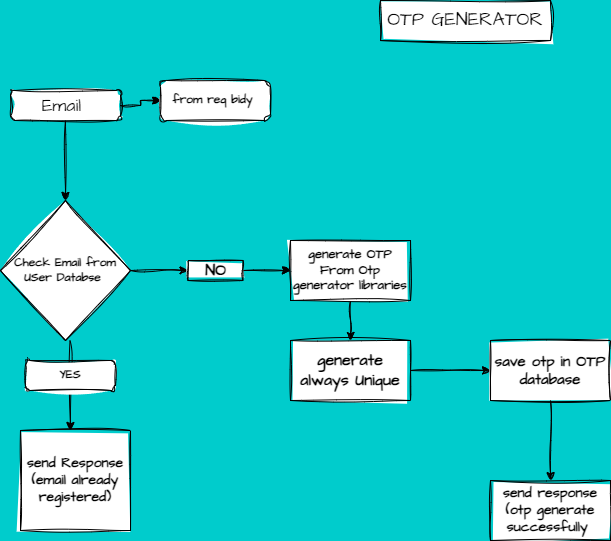 OTP GENERATOR
Email
from req bidy
Check Email from
USer Databse
NO
generate OTP
From Otp
generator libraries
YES
generate
always Unique
save otp in OTP
database
send Response
(email already
registered)
send response
(otp generate
successfully